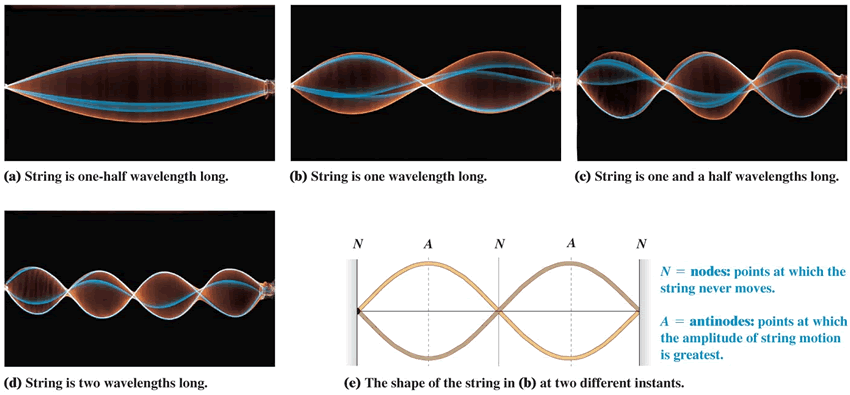 (a) String is one-half wavelength long.
(b) String is one wavelength long.
(c) String is one and a half wavelengths long.
N
A
N
A
N
N = nodes: points at which the
string never moves.
A = antinodes: points at which
the amplitude of string motion
is greatest.
(d) String is two wavelengths long.
(e) The shape of the string in (b) at two different instants.